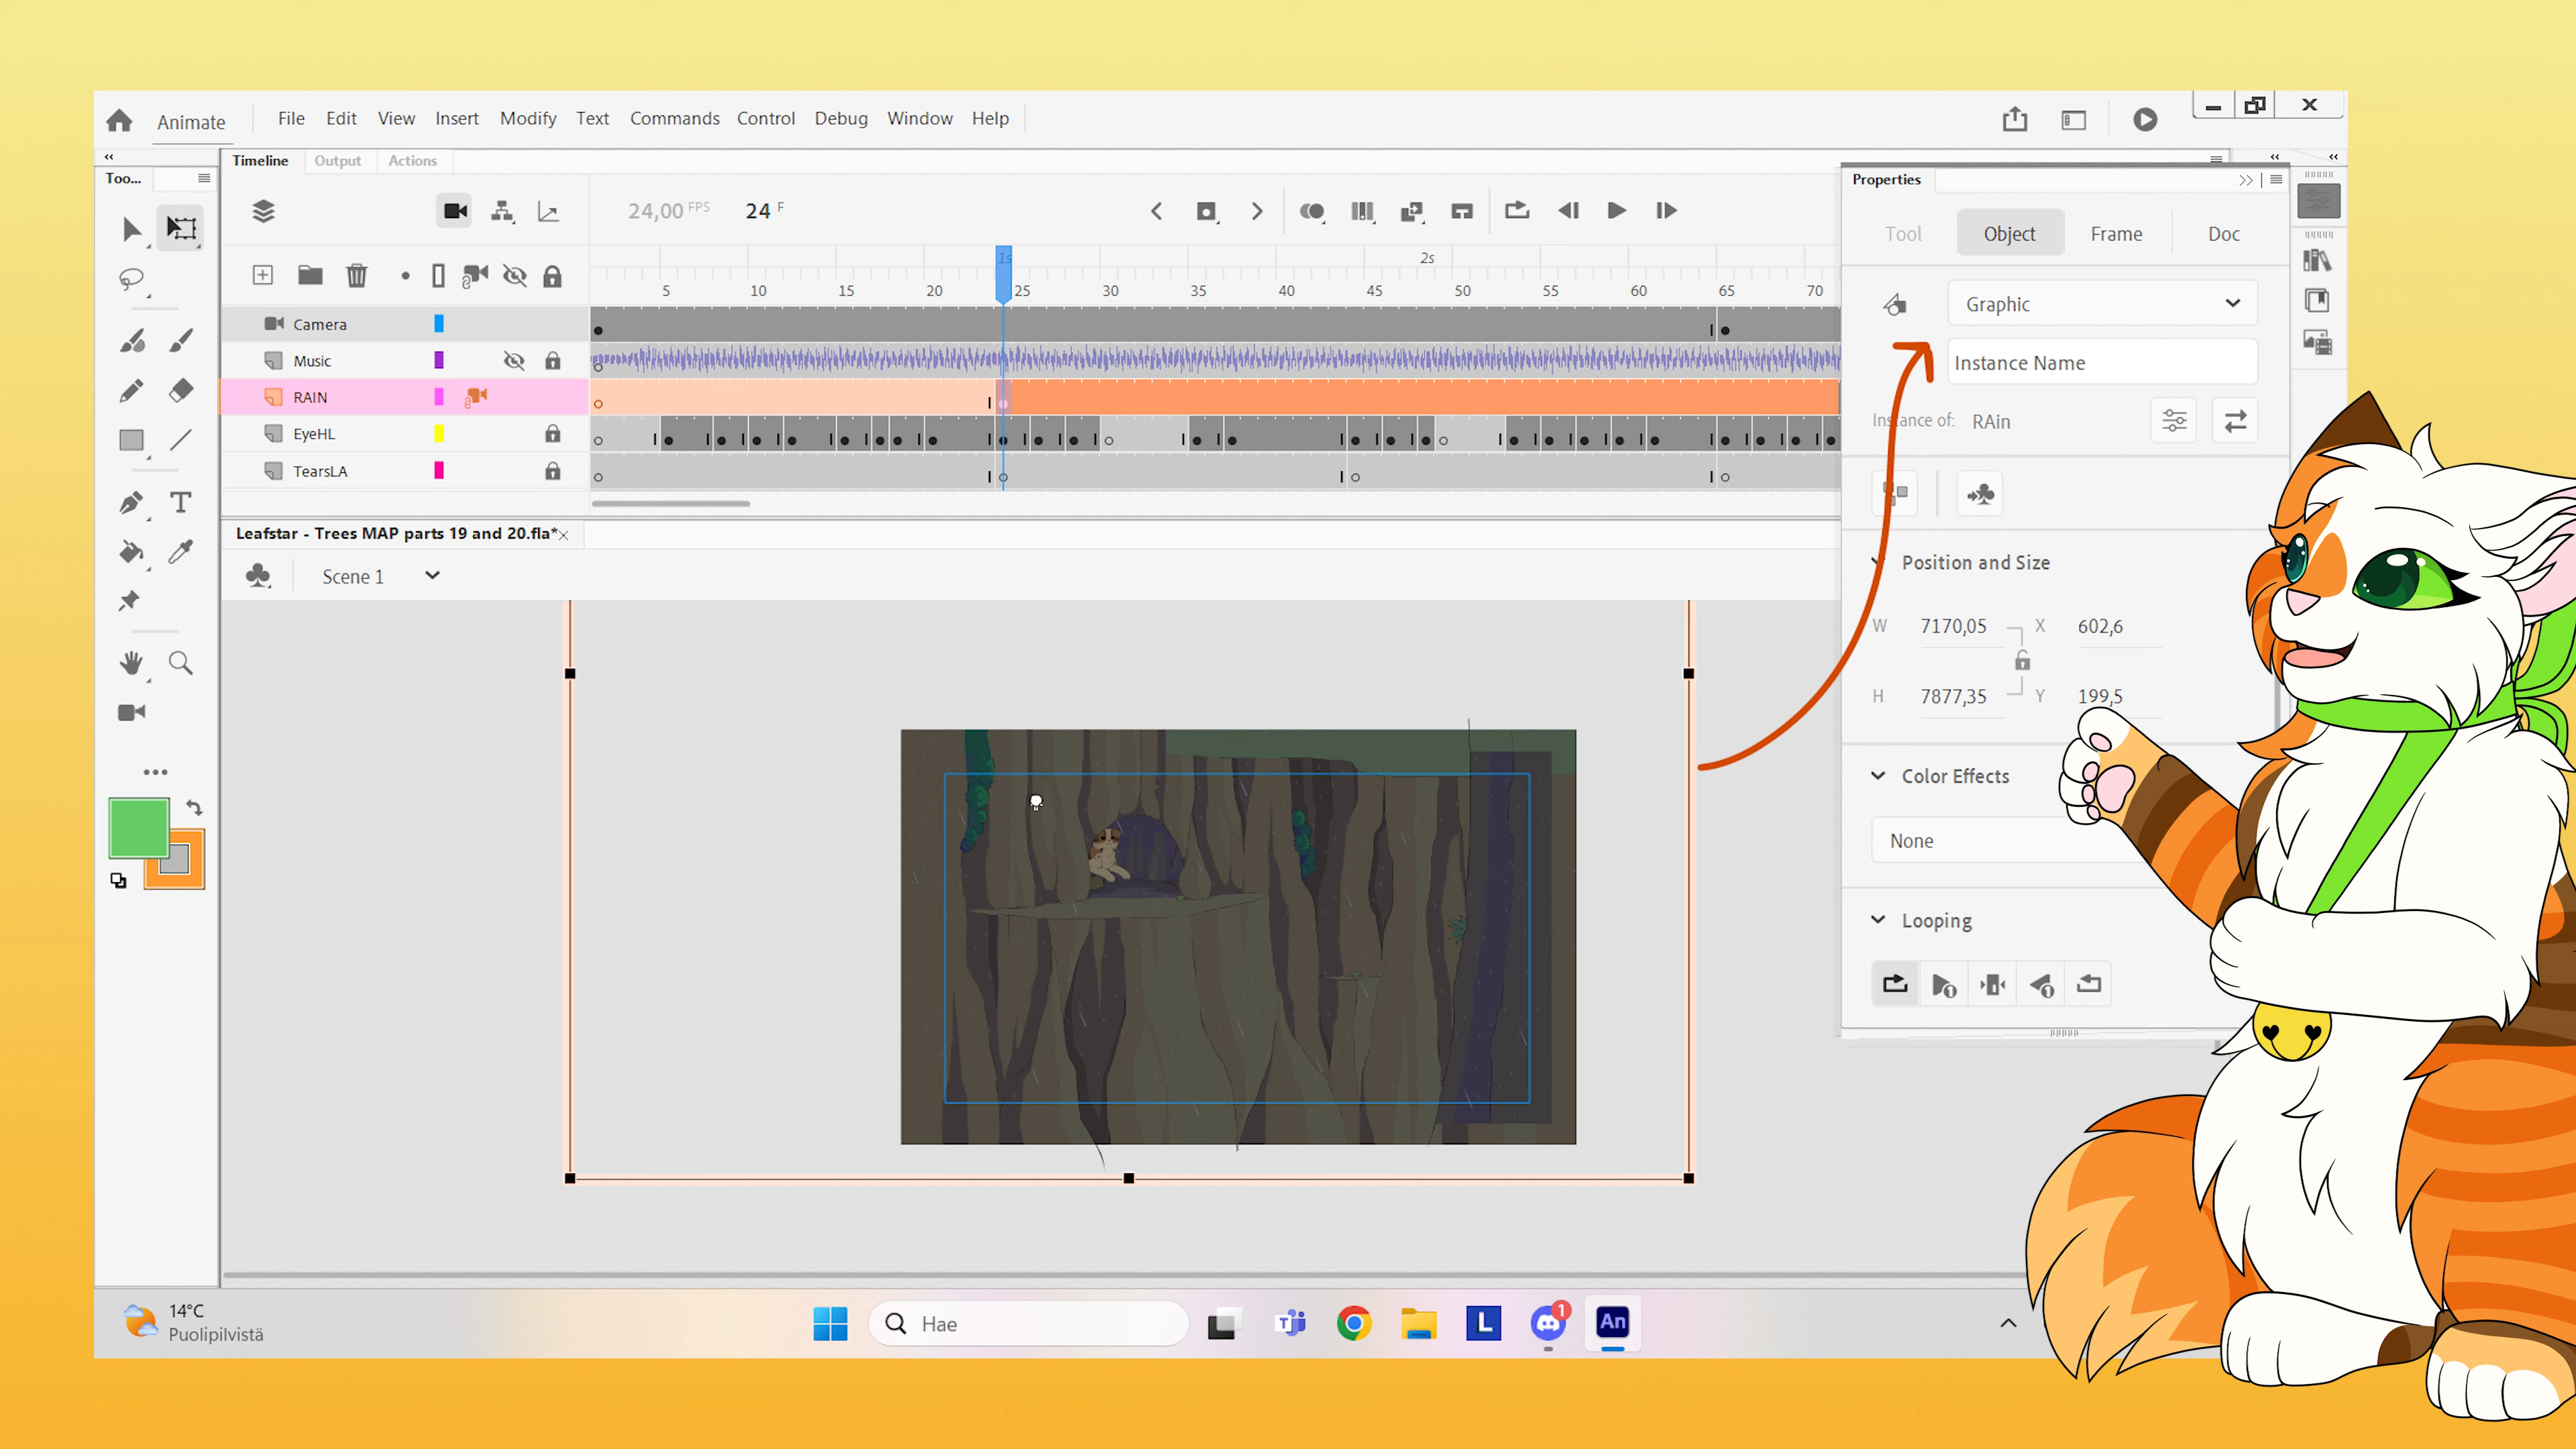 Animate File Edit View Insert Modify Text Commands Control Debug Window Help
Too... Timeline Output Actions
24,00 FPS 24 F
1s 2s
5 10 15 20 25 30 35 40 45 50 55 60 65 70
Camera
Music
RAIN
EyeHL
TearsLA
Leafstar - Trees MAP parts 19 and 20.fla*
Scene 1
Properties
Tool Object Frame Doc
Graphic
Instance Name
Instance of: RAin
Position and Size
W 7170,05 X 602,6
H 7877,35 Y 199,5
Color Effects
None
Looping
14°C
Puolipilvistä
Hae
T
L
1
An